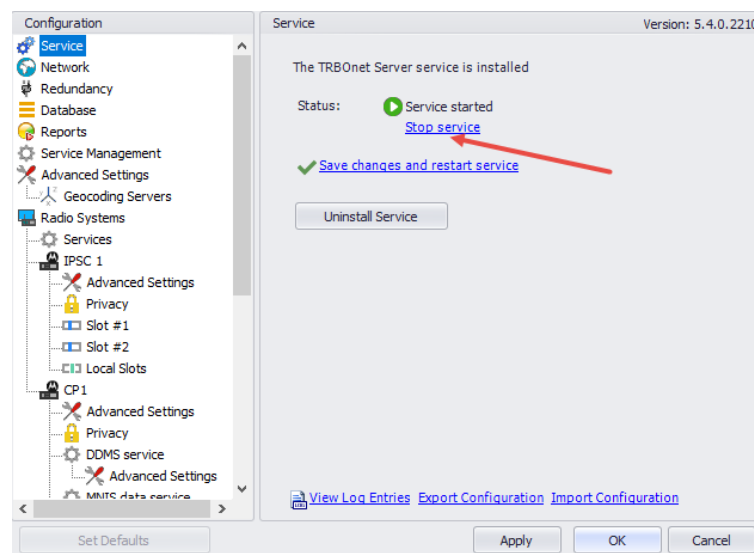 Configuration
Service
Network
Redundancy
Database
Reports
Service Management
Advanced Settings
Geocoding Servers
Radio Systems
Services
IPSC 1
Advanced Settings
Privacy
Slot #1
Slot #2
Local Slots
CP1
Advanced Settings
Privacy
DDMS service
Advanced Settings
MNIS data service
Set Defaults
Service Version: 5.4.0.2210
The TRBOnet Server service is installed
Status: Service started
Stop service
Save changes and restart service
Uninstall Service
View Log Entries Export Configuration Import Configuration
Apply OK Cancel